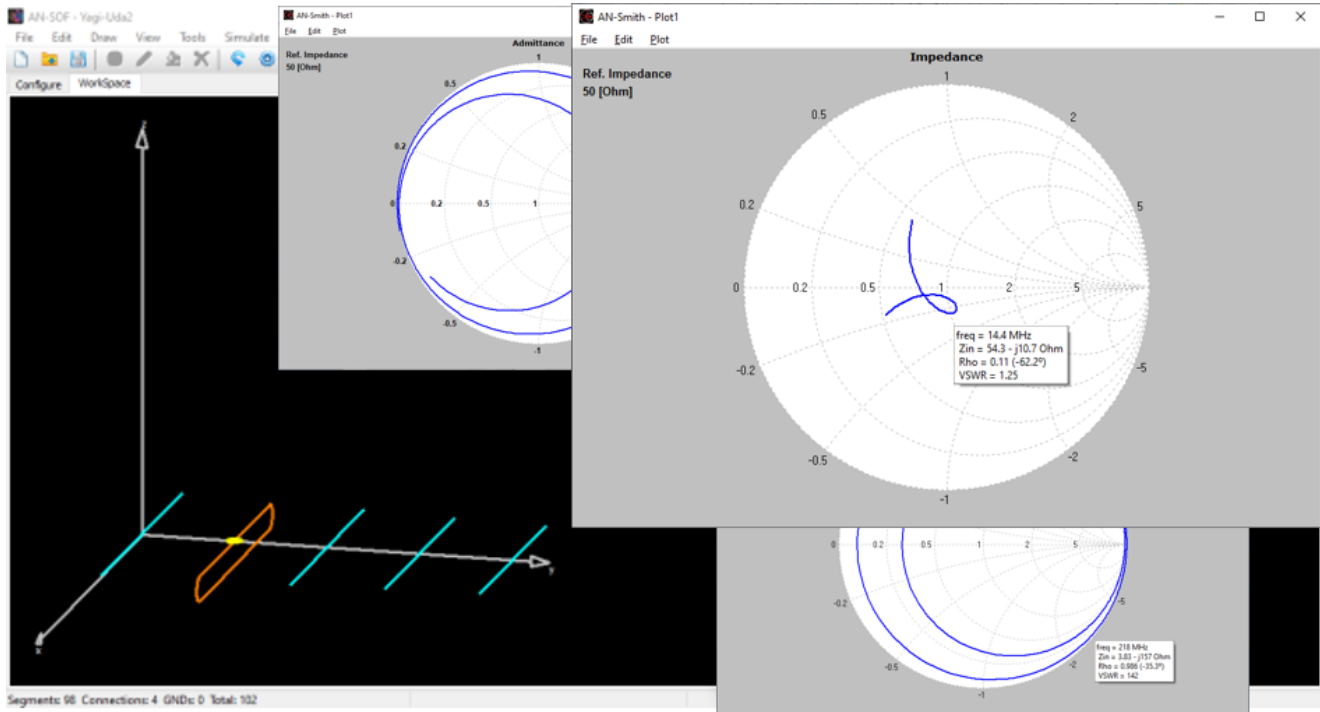 AN-SOF - Yagi-Uda2
File Edit Draw View Tools Simulate
Configure WorkSpace
z
y
x
Segments: 98 Connections: 4 GNDs: 0 Total: 102
AN-Smith - Plot1
File Edit Plot
Ref. Impedance
50 [Ohm]
Admittance
1
0.5
0.2
0 0.2 0.5 1
-0.2
-0.5
-1
AN-Smith - Plot1
File Edit Plot
Ref. Impedance
50 [Ohm]
Impedance
1
0.5 2
0.2 5
0 0.2 0.5 1 2 5
freq = 14.4 MHz
Zin = 54.3 - j10.7 Ohm
Rho = 0.11 (-62.2º)
VSWR = 1.25
-0.2 -5
-0.5 -2
-1
0 0.2 0.5 1 2 5
-0.2 -5
freq = 218 MHz
Zin = 3.83 - j157 Ohm
Rho = 0.986 (-35.3º)
VSWR = 142
-0.5 -2
-1